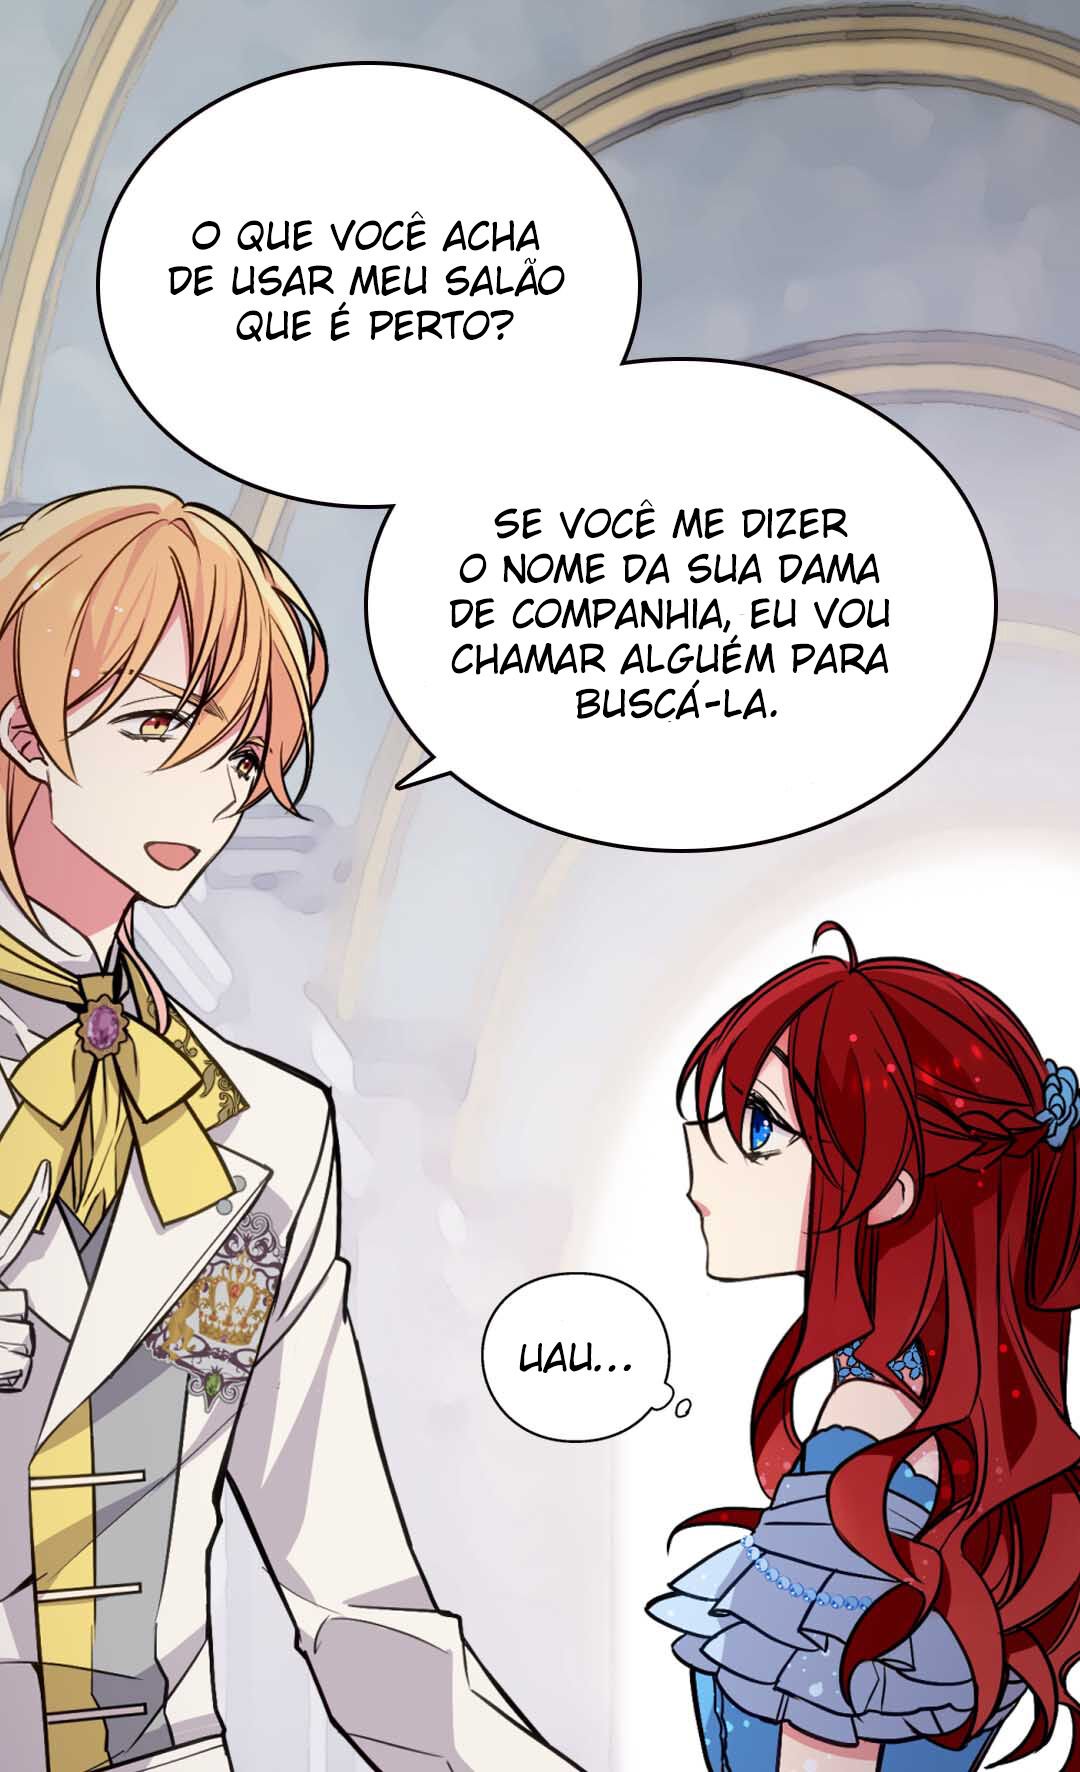 O QUE VOCÊ ACHA
DE USAR MEU SALÃO
QUE É PERTO?
SE VOCÊ ME DIZER
O NOME DA SUA DAMA
DE COMPANHIA, EU VOU
CHAMAR ALGUÉM PARA
BUSCÁ-LA.
UAU...